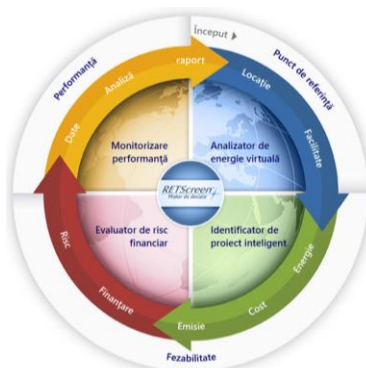 Început
Punct de referință
Locație
Facilitate
Energie
Cost
Emisie
Fezabilitate
Finanțare
Risc
Date
Analiză
raport
Performanță
Monitorizare
performanță
Analizator de
energie virtuală
RETScreen
Motor de decizie
Evaluator de risc
financiar
Identificator de
proiect inteligent